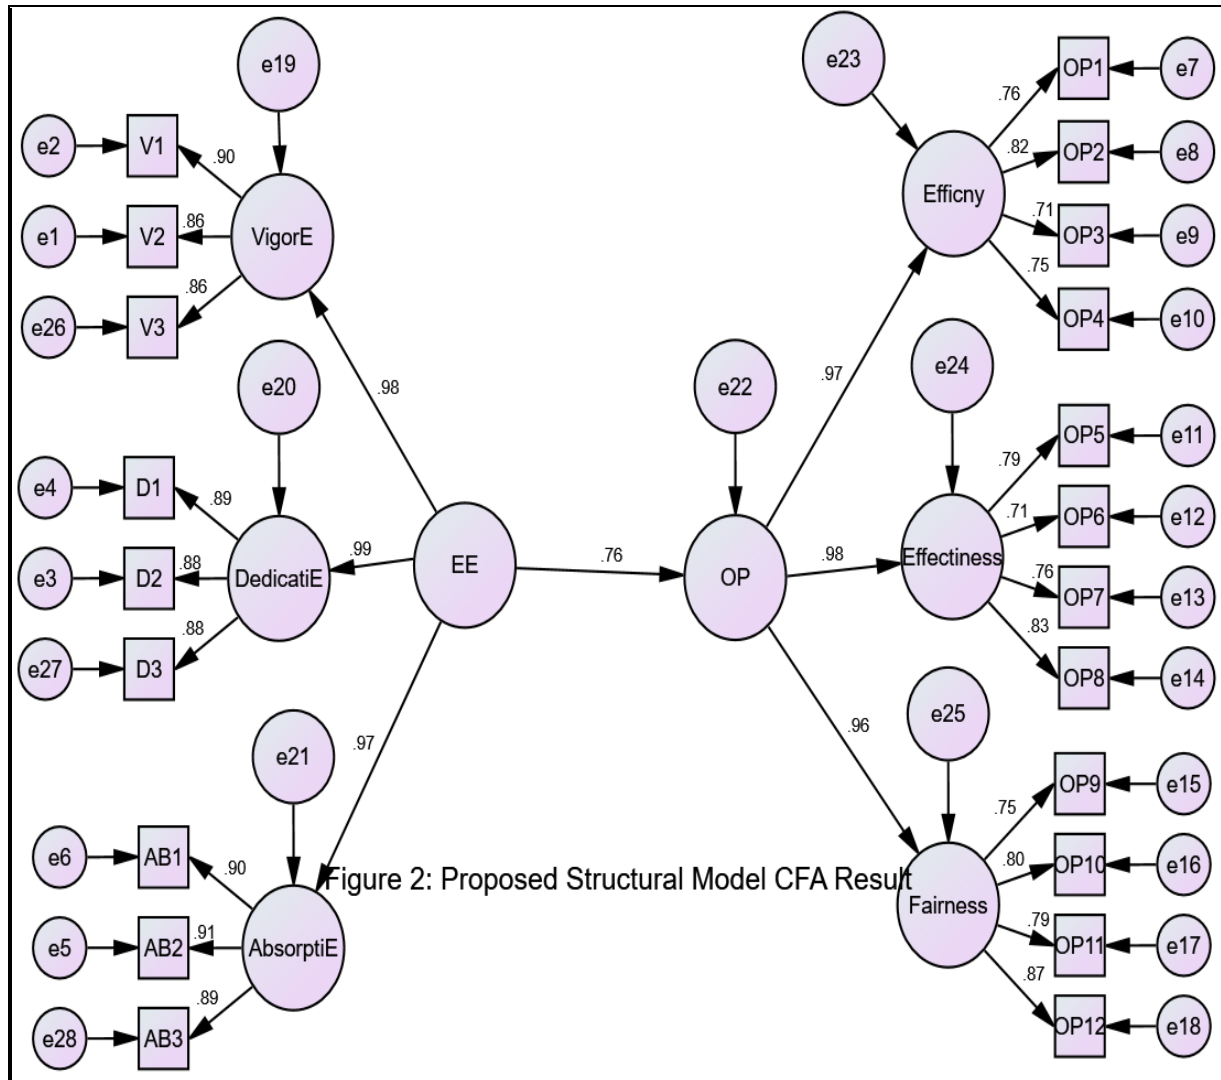 e19
e2
V1
.90
e1
V2
.86
VigorE
e26
V3
.86
.98
e20
e4
D1
.89
e3
D2
.88
DedicatiE
.99
EE
e27
D3
.88
e21
.97
e6
AB1
.90
e5
AB2
.91
AbsorptiE
e28
AB3
.89
.76
e22
OP
e23
.97
Efficny
.76
OP1
e7
.82
OP2
e8
.71
OP3
e9
.75
OP4
e10
e24
.98
Effectiness
.79
OP5
e11
.71
OP6
e12
.76
OP7
e13
.83
OP8
e14
e25
.96
Fairness
.75
OP9
e15
.80
OP10
e16
.79
OP11
e17
.87
OP12
e18
Figure 2: Proposed Structural Model CFA Result